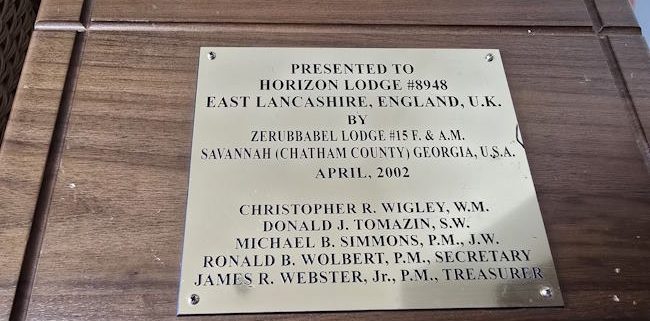 PRESENTED TO
HORIZON LODGE #8948
EAST LANCASHIRE, ENGLAND, U.K.
BY
ZERUBBABEL LODGE #15 F. & A.M.
SAVANNAH (CHATHAM COUNTY) GEORGIA, U.S.A.
APRIL, 2002
CHRISTOPHER R. WIGLEY, W.M.
DONALD J. TOMAZIN, S.W.
MICHAEL B. SIMMONS, P.M., J.W.
RONALD B. WOLBERT, P.M., SECRETARY
JAMES R. WEBSTER, Jr., P.M., TREASURER